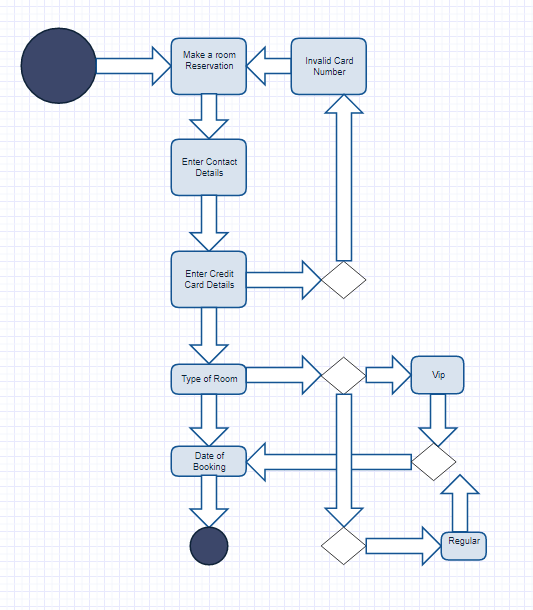 Make a room
Reservation
Invalid Card
Number
Enter Contact
Details
Enter Credit
Card Details
Type of Room
Vip
Date of
Booking
Regular